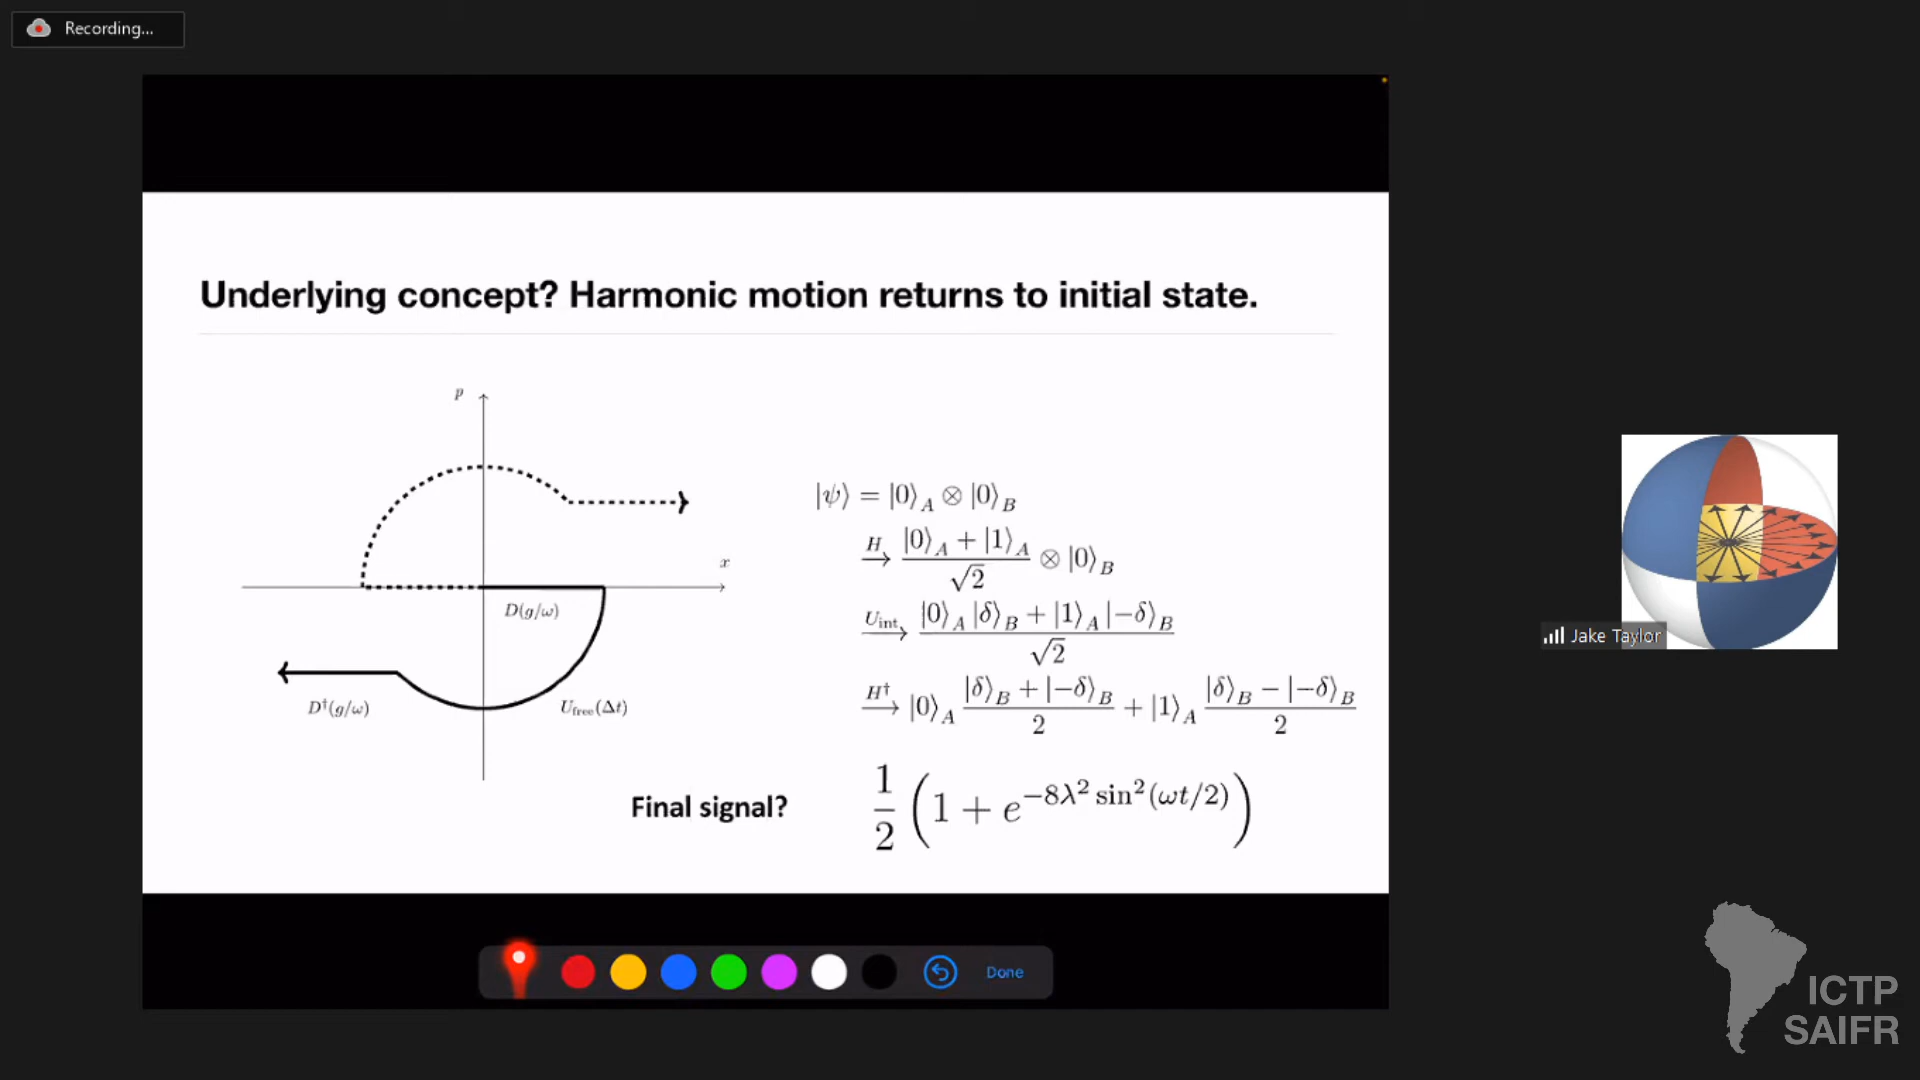 Recording...
Underlying concept? Harmonic motion returns to initial state.
p
x
D(g/ω)
D†(g/ω)
U_free(Δt)
|ψ⟩ = |0⟩_A ⊗ |0⟩_B
H→ (|0⟩_A + |1⟩_A)/√2 ⊗ |0⟩_B
U_int→ (|0⟩_A |δ⟩_B + |1⟩_A |−δ⟩_B)/√2
H†→ |0⟩_A (|δ⟩_B + |−δ⟩_B)/2 + |1⟩_A (|δ⟩_B − |−δ⟩_B)/2
Final signal? 1/2 (1 + e^{−8λ² sin²(ωt/2)})
Jake Taylor
Done
ICTP
SAIFR